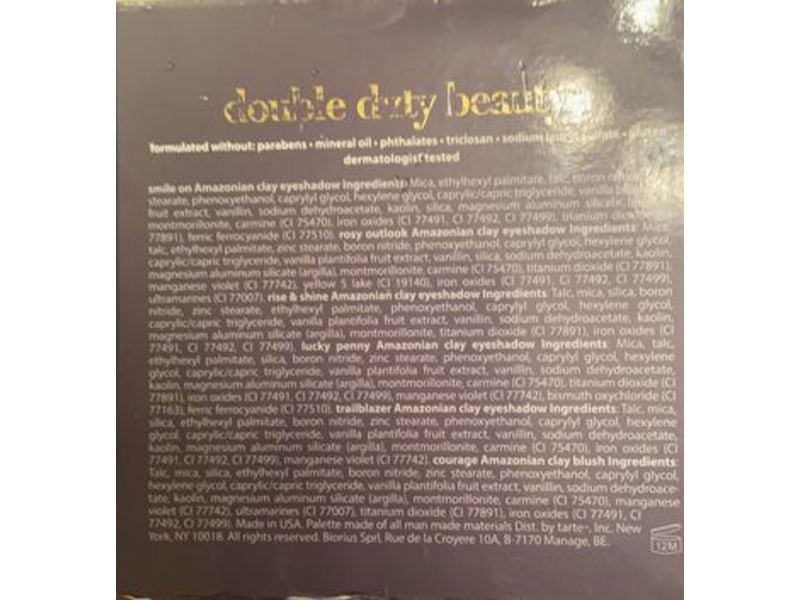 double duty beauty
formulated without: parabens • mineral oil • phthalates • triclosan • sodium
dermatologist tested
smile on Amazonian clay eyeshadow Ingredients: Mica, ethylhexyl palmitate, talc, boron
stearate, phenoxyethanol, caprylyl glycol, hexylene glycol, caprylic/capric triglyceride, vanilla
fruit extract, vanillin, sodium dehydroacetate, kaolin, silica, magnesium aluminum silicate,
montmorillonite, carmine (CI 75470), iron oxides (CI 77491, CI 77492, CI 77499),
77891), ferric ferrocyanide (CI 77510). rosy outlook Amazonian clay eyeshadow Ingredients: Mica,
talc, ethylhexyl palmitate, zinc stearate, boron nitride, phenoxyethanol, caprylyl glycol, hexylene glycol,
caprylic/capric triglyceride, vanilla plantifolia fruit extract, vanillin, silica, sodium dehydroacetate, kaolin,
magnesium aluminum silicate (argilla), montmorillonite, carmine (CI 75470), titanium dioxide (CI 77891),
manganese violet (CI 77742), yellow 5 lake (CI 19140), iron oxides (CI 77491, CI 77492, CI 77499),
ultramarines (CI 77007). rise & shine Amazonian clay eyeshadow Ingredients: Talc, mica, silica, boron
nitride, zinc stearate, ethylhexyl palmitate, phenoxyethanol, caprylyl glycol, hexylene glycol,
caprylic/capric triglyceride, vanilla plantifolia fruit extract, vanillin, sodium dehydroacetate, kaolin,
magnesium aluminum silicate (argilla), montmorillonite, titanium dioxide (CI 77891), iron oxides (CI
77491, CI 77492, CI 77499). lucky penny Amazonian clay eyeshadow Ingredients: Mica, talc,
ethylhexyl palmitate, silica, boron nitride, zinc stearate, phenoxyethanol, caprylyl glycol, hexylene
glycol, caprylic/capric triglyceride, vanilla plantifolia fruit extract, vanillin, sodium dehydroacetate,
kaolin, magnesium aluminum silicate (argilla), montmorillonite, carmine (CI 75470), titanium dioxide (CI
77891), iron oxides (CI 77491, CI 77492, CI 77499), manganese violet (CI 77742), bismuth oxychloride (CI
77163), ferric ferrocyanide (CI 77510). trailblazer Amazonian clay eyeshadow Ingredients: Talc, mica,
silica, ethylhexyl palmitate, boron nitride, zinc stearate, phenoxyethanol, caprylyl glycol, hexylene
glycol, caprylic/capric triglyceride, vanilla plantifolia fruit extract, vanillin, sodium dehydroacetate,
kaolin, magnesium aluminum silicate (argilla), montmorillonite, carmine (CI 75470), iron oxides (CI
77491, CI 77492, CI 77499), manganese violet (CI 77742). courage Amazonian clay blush Ingredients:
Talc, mica, silica, ethylhexyl palmitate, boron nitride, zinc stearate, phenoxyethanol, caprylyl glycol,
hexylene glycol, caprylic/capric triglyceride, vanilla plantifolia fruit extract, vanillin, sodium dehydroace-
tate, kaolin, magnesium aluminum silicate (argilla), montmorillonite, carmine (CI 75470), manganese
violet (CI 77742), ultramarines (CI 77007), titanium dioxide (CI 77891), iron oxides (CI 77491, CI
77492, CI 77499). Made in USA. Palette made of all man made materials Dist. by tarte™, Inc. New
York, NY 10018. All rights reserved. Biorius Sprl, Rue de la Croyere 10A, B-7170 Manage, BE.
12M